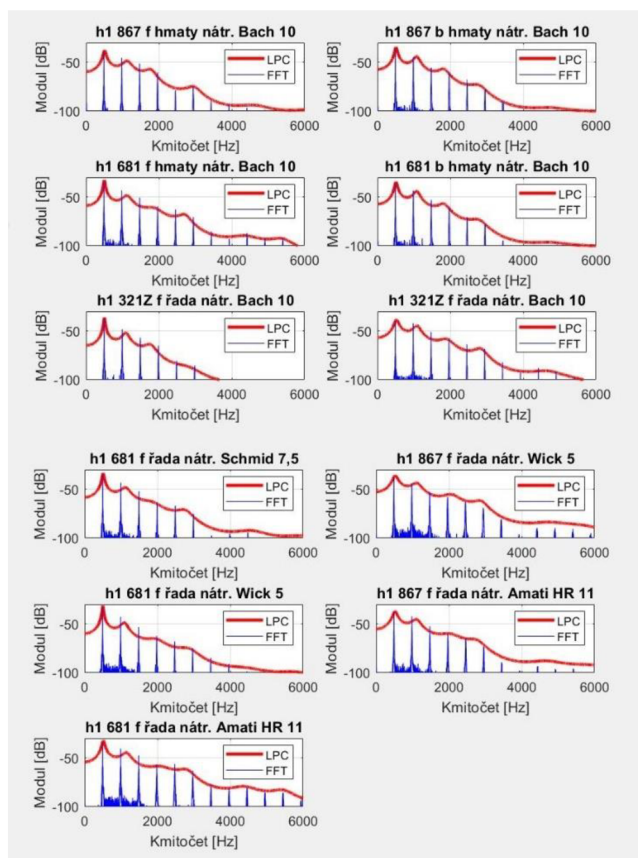 h1 867 f hmaty nátr. Bach 10
Modul [dB]
-50
-100
LPC
FFT
0 2000 4000 6000
Kmitočet [Hz]
h1 867 b hmaty nátr. Bach 10
Modul [dB]
-50
-100
LPC
FFT
0 2000 4000 6000
Kmitočet [Hz]
h1 681 f hmaty nátr. Bach 10
Modul [dB]
-50
-100
LPC
FFT
0 2000 4000 6000
Kmitočet [Hz]
h1 681 b hmaty nátr. Bach 10
Modul [dB]
-50
-100
LPC
FFT
0 2000 4000 6000
Kmitočet [Hz]
h1 321Z f řada nátr. Bach 10
Modul [dB]
-50
-100
LPC
FFT
0 2000 4000 6000
Kmitočet [Hz]
h1 321Z f řada nátr. Bach 10
Modul [dB]
-50
-100
LPC
FFT
0 2000 4000 6000
Kmitočet [Hz]
h1 681 f řada nátr. Schmid 7,5
Modul [dB]
-50
-100
LPC
FFT
0 2000 4000 6000
Kmitočet [Hz]
h1 867 f řada nátr. Wick 5
Modul [dB]
-50
-100
LPC
FFT
0 2000 4000 6000
Kmitočet [Hz]
h1 681 f řada nátr. Wick 5
Modul [dB]
-50
-100
LPC
FFT
0 2000 4000 6000
Kmitočet [Hz]
h1 867 f řada nátr. Amati HR 11
Modul [dB]
-50
-100
LPC
FFT
0 2000 4000 6000
Kmitočet [Hz]
h1 681 f řada nátr. Amati HR 11
Modul [dB]
-50
-100
LPC
FFT
0 2000 4000 6000
Kmitočet [Hz]